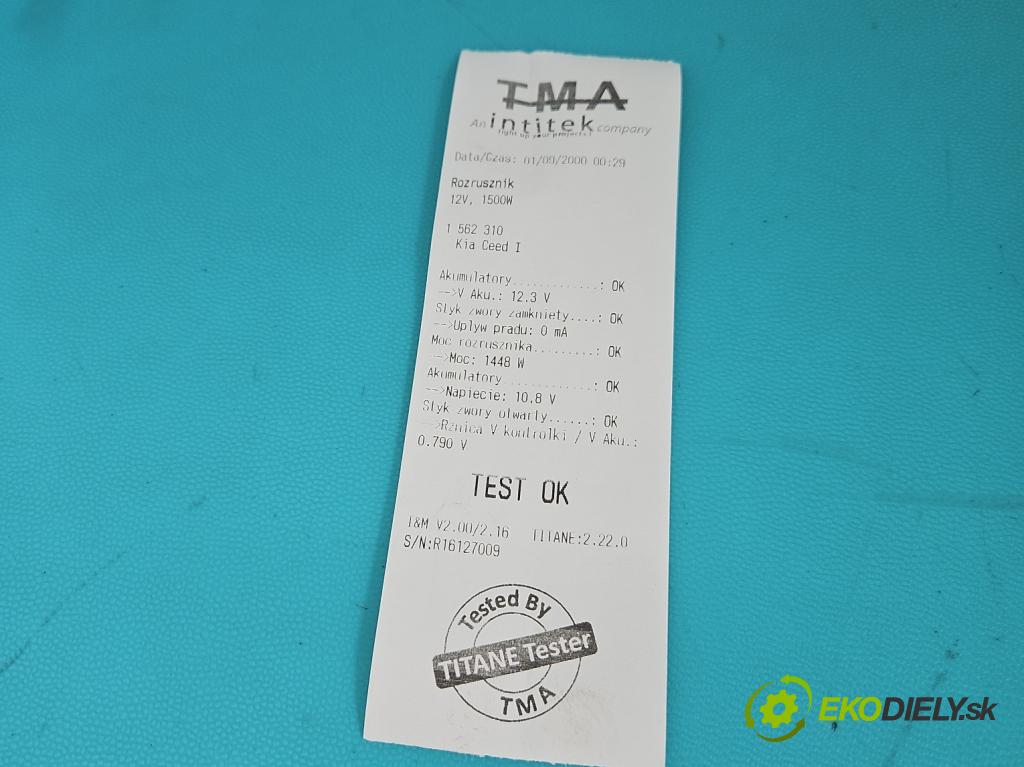 TMA
An intitek company
light up your projects!
Data/Czas: 01/09/2000 00:29
Rozrusznik
12V, 1500W
1 562 310
Kia Ceed I
Akumulatory.............: OK
-->V Aku.: 12.3 V
Styk zwory zamkniety....: OK
-->Uplyw pradu: 0 mA
Moc rozrusznika.........: OK
-->Moc: 1448 W
Akumulatory.............: OK
-->Napiecie: 10.8 V
Styk zwory otwarty......: OK
-->Rznica V kontrolki / V Aku.:
0.790 V
TEST OK
I&M V2.00/2.16 TITANE:2.22.0
S/N:R16127009
Tested By
TITANE Tester
TMA
EKODIELY.sk